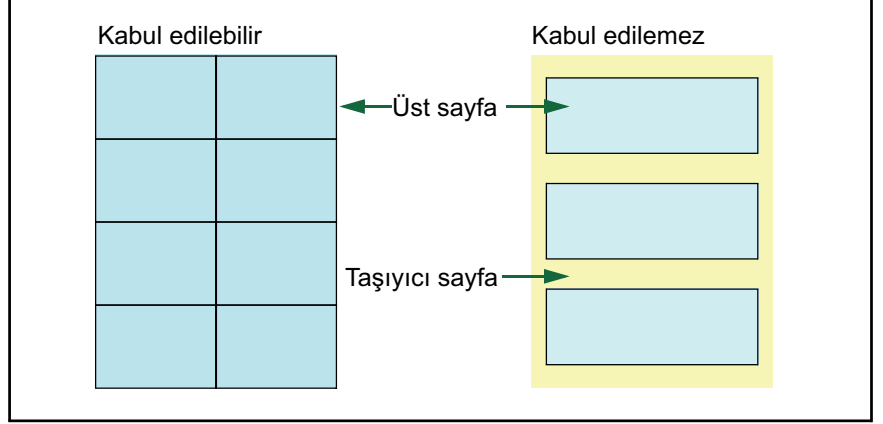 Kabul edilebilir
Kabul edilemez
Üst sayfa
Taşıyıcı sayfa